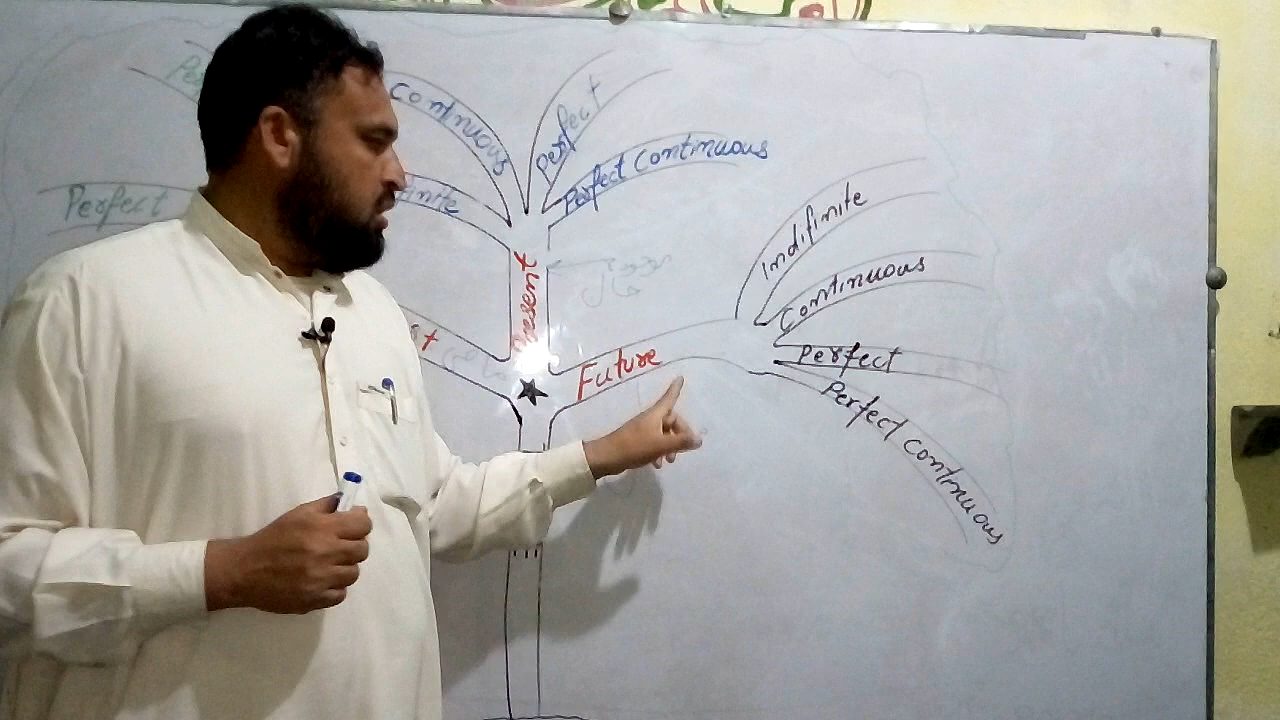 Continuous
Perfect
Perfect Continuous
Perfect
Present
Future
Indifinite
Continuous
Perfect
Perfect Continuous